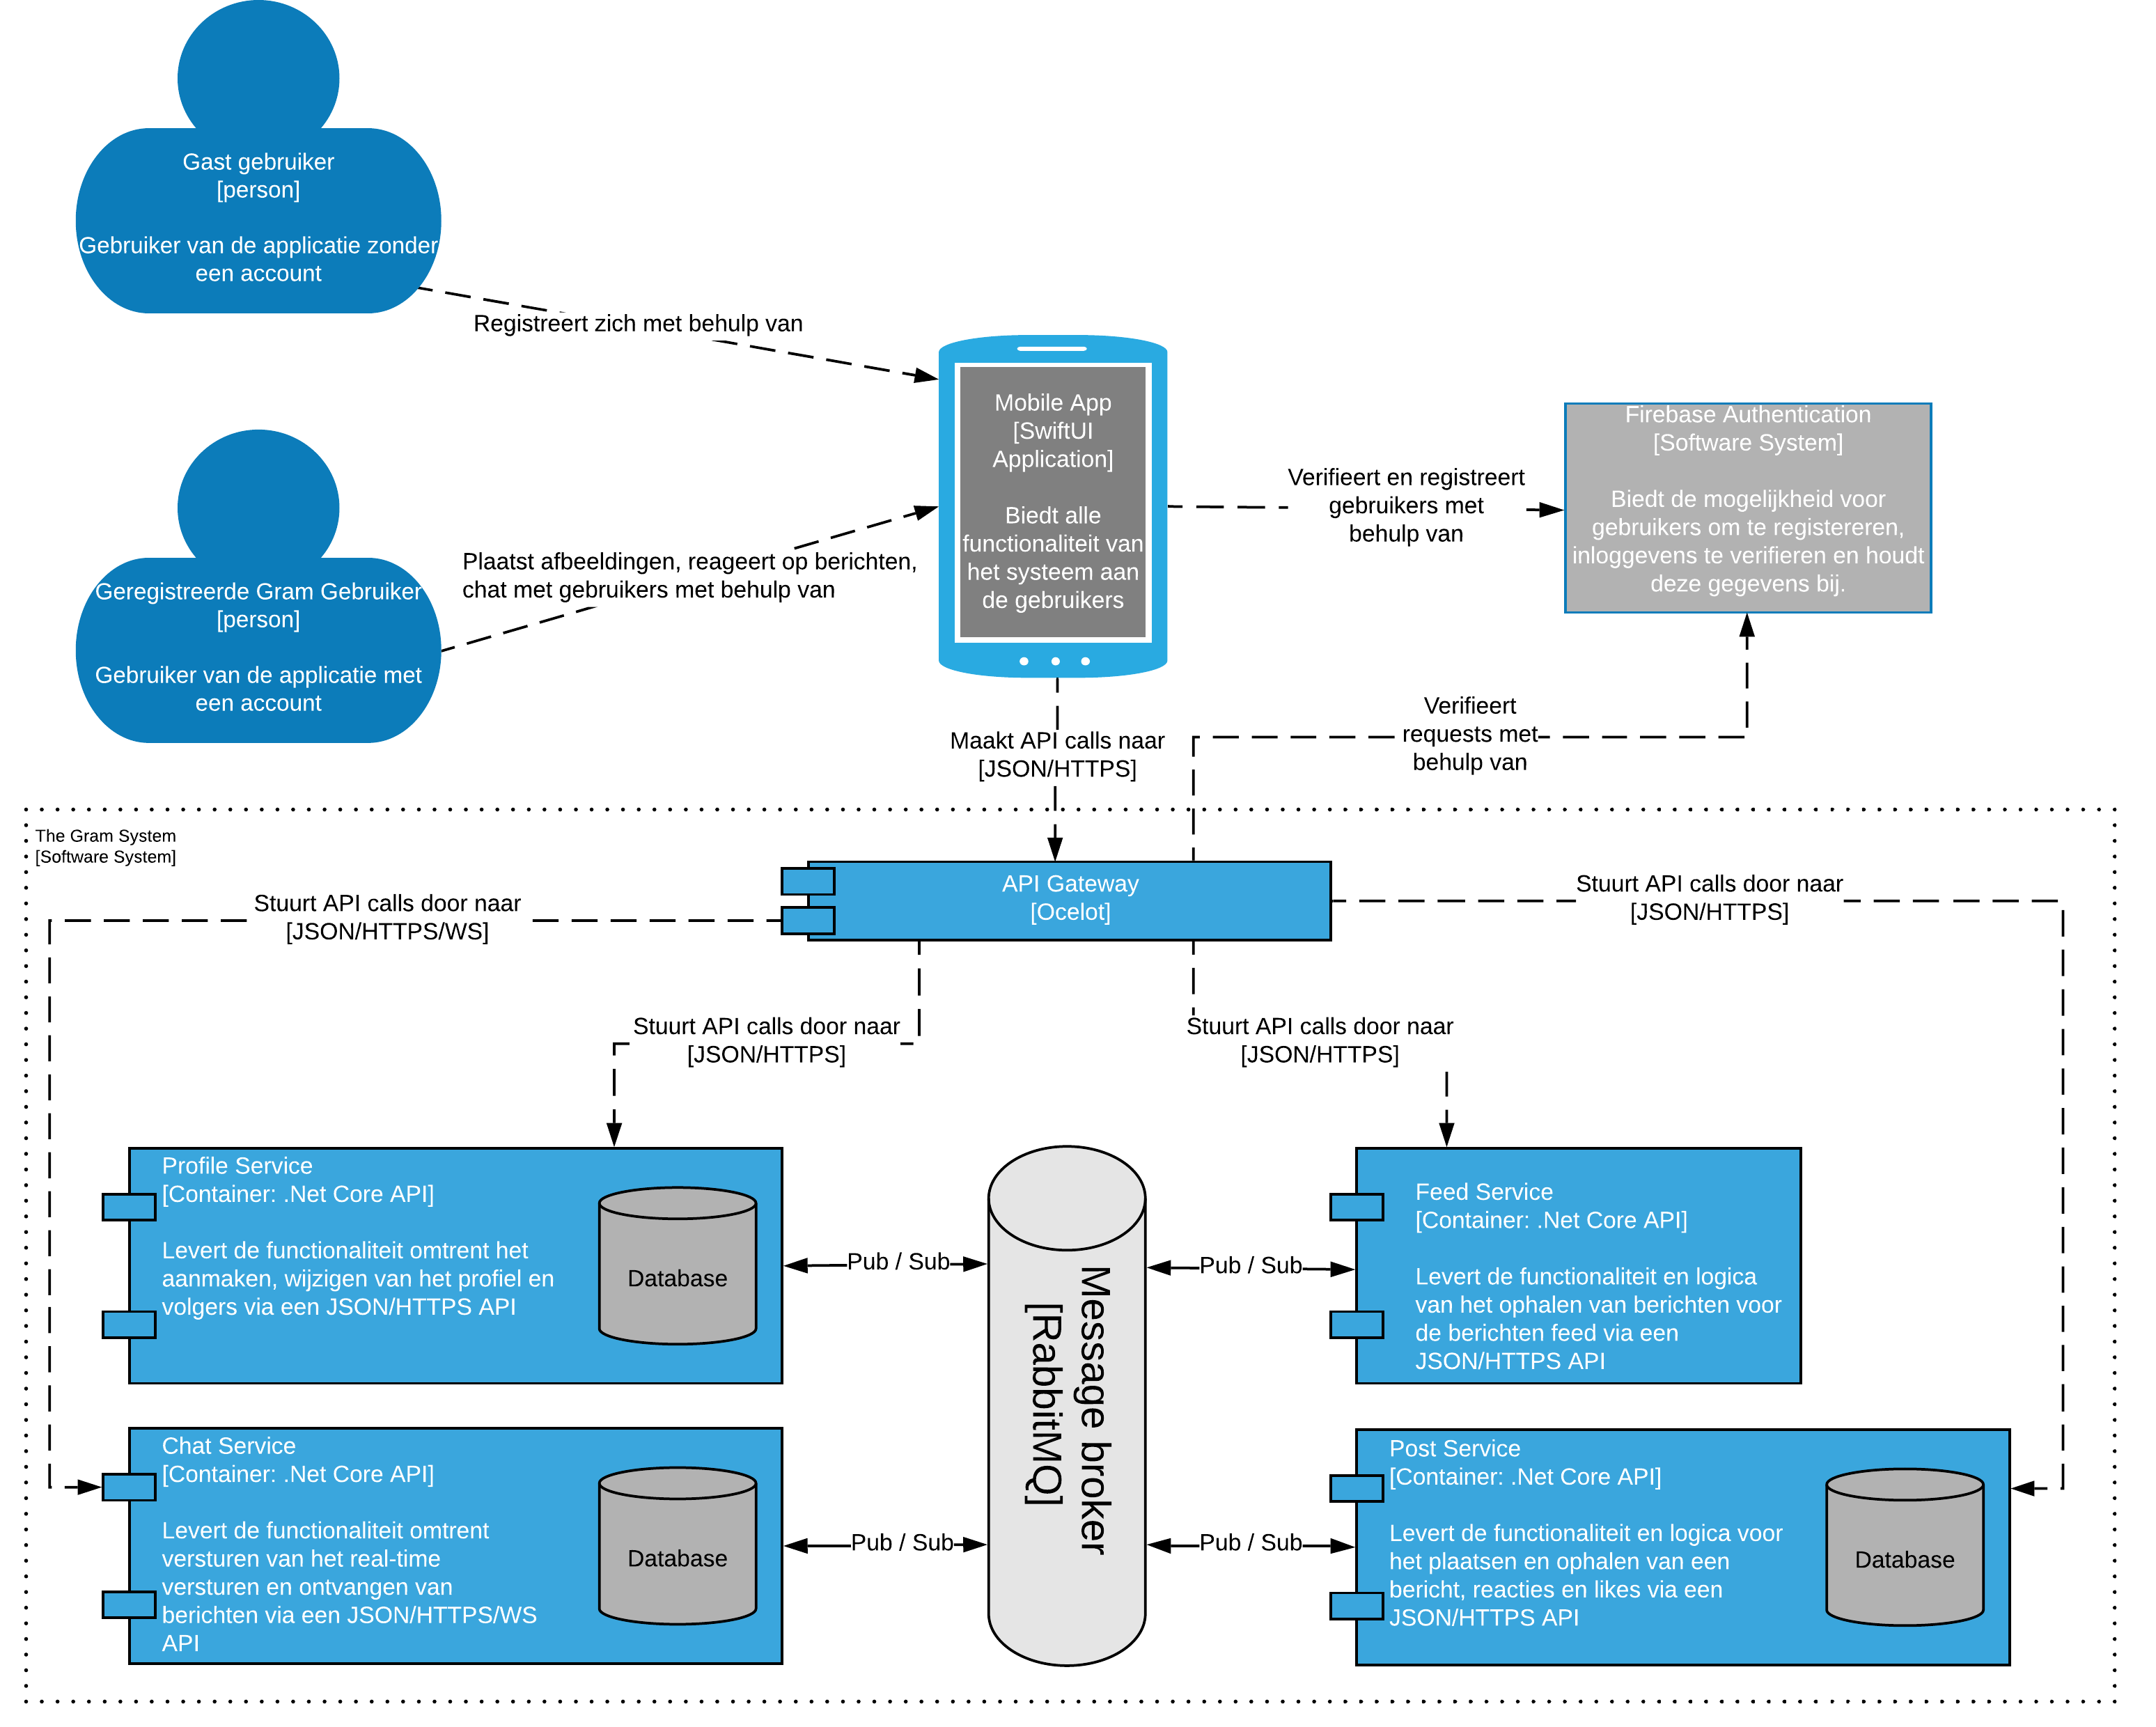 Gast gebruiker
[person]
Gebruiker van de applicatie zonder
een account
Registreert zich met behulp van
Geregistreerde Gram Gebruiker
[person]
Gebruiker van de applicatie met
een account
Plaatst afbeeldingen, reageert op berichten,
chat met gebruikers met behulp van
Mobile App
[SwiftUI
Application]
Biedt alle
functionaliteit van
het systeem aan
de gebruikers
Verifieert en registreert
gebruikers met
behulp van
Firebase Authentication
[Software System]
Biedt de mogelijkheid voor
gebruikers om te registereren,
inloggevens te verifieren en houdt
deze gegevens bij.
Maakt API calls naar
[JSON/HTTPS]
Verifieert
requests met
behulp van
The Gram System
[Software System]
API Gateway
[Ocelot]
Stuurt API calls door naar
[JSON/HTTPS/WS]
Stuurt API calls door naar
[JSON/HTTPS]
Stuurt API calls door naar
[JSON/HTTPS]
Stuurt API calls door naar
[JSON/HTTPS]
Profile Service
[Container: .Net Core API]
Levert de functionaliteit omtrent het
aanmaken, wijzigen van het profiel en
volgers via een JSON/HTTPS API
Database
Pub / Sub
Message broker
[RabbitMQ]
Pub / Sub
Feed Service
[Container: .Net Core API]
Levert de functionaliteit en logica
van het ophalen van berichten voor
de berichten feed via een
JSON/HTTPS API
Chat Service
[Container: .Net Core API]
Levert de functionaliteit omtrent
versturen van het real-time
versturen en ontvangen van
berichten via een JSON/HTTPS/WS
API
Database
Pub / Sub
Pub / Sub
Post Service
[Container: .Net Core API]
Levert de functionaliteit en logica voor
het plaatsen en ophalen van een
bericht, reacties en likes via een
JSON/HTTPS API
Database